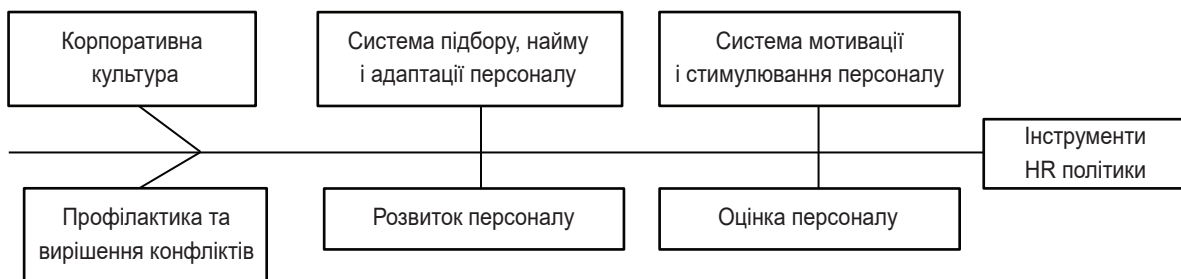 Корпоративна
культура
Система підбору, найму
і адаптації персоналу
Система мотивації
і стимулювання персоналу
Інструменти
HR політики
Профілактика та
вирішення конфліктів
Розвиток персоналу
Оцінка персоналу